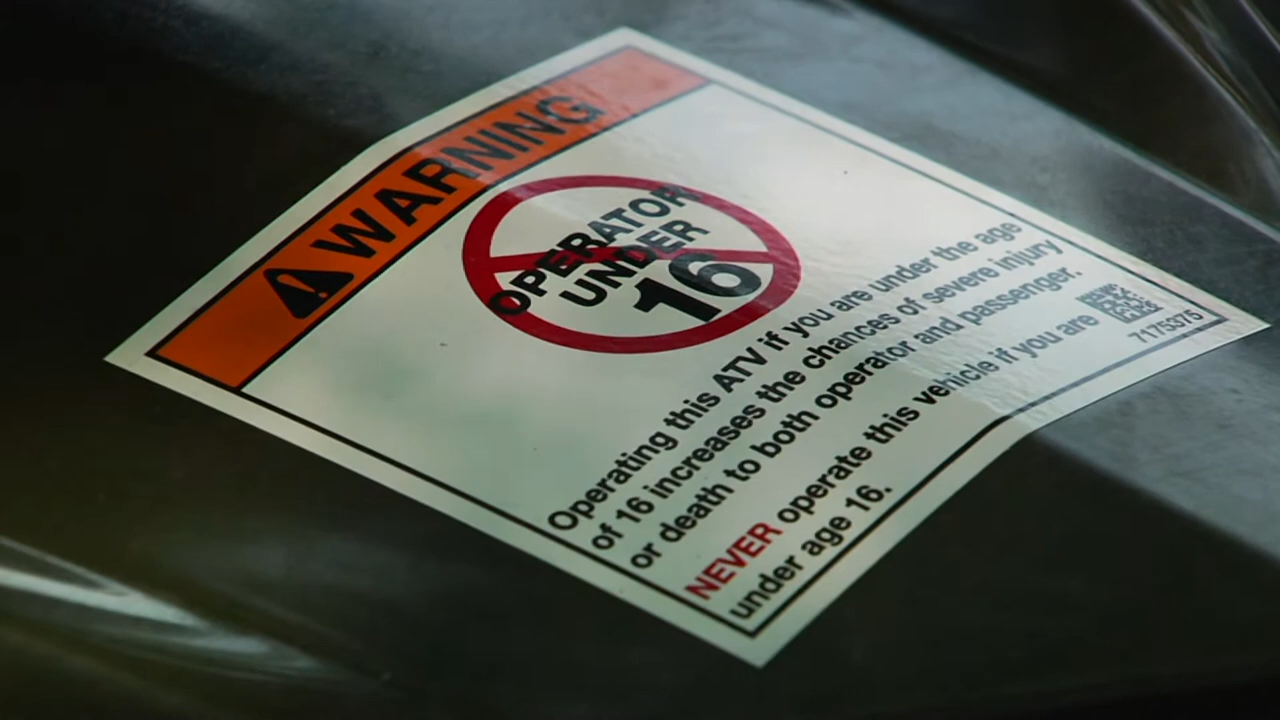 WARNING
OPERATOR
UNDER
16
Operating this ATV if you are under the age
of 16 increases the chances of severe injury
or death to both operator and passenger.
NEVER operate this vehicle if you are
under age 16.
7175375